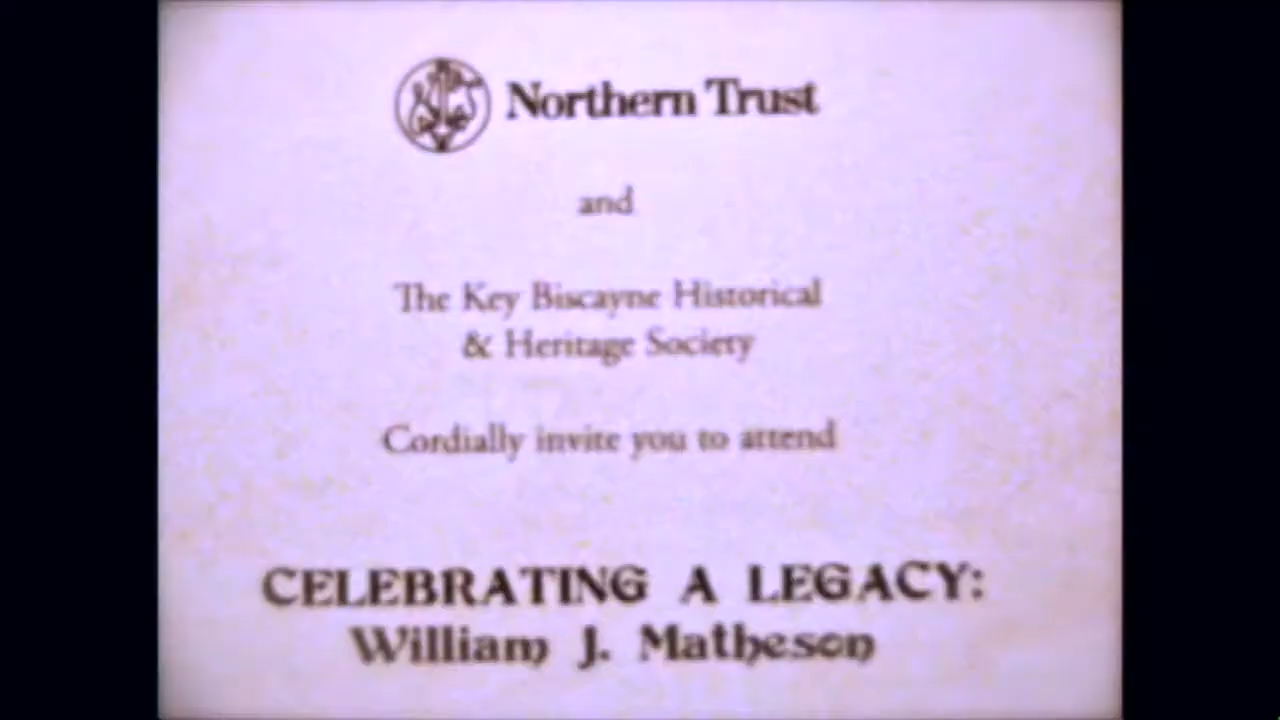 Northern Trust
and
The Key Biscayne Historical
& Heritage Society
Cordially invite you to attend
CELEBRATING A LEGACY:
William J. Matheson